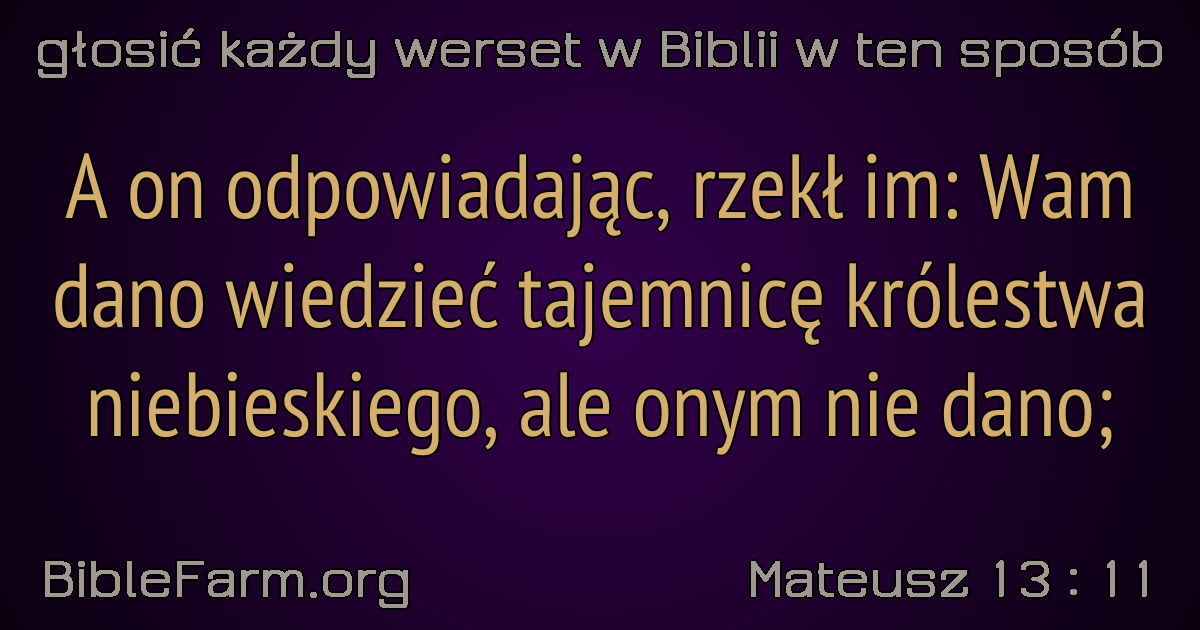 głosić każdy werset w Biblii w ten sposób
A on odpowiadając, rzekł im: Wam
dano wiedzieć tajemnicę królestwa
niebieskiego, ale onym nie dano;
BibleFarm.org
Mateusz 13 : 11